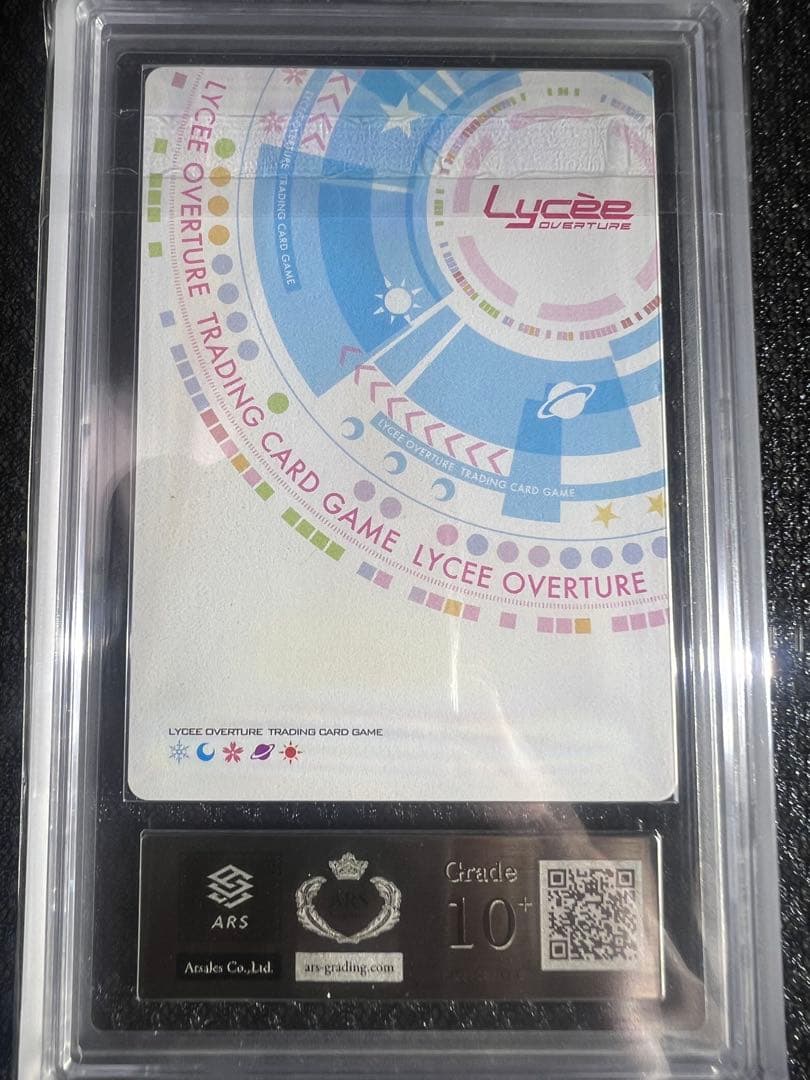 Lycèe
OVERTURE
LYCEE OVERTURE TRADING CARD GAME
LYCEE OVERTURE TRADING CARD GAME
LYCEE OVERTURE TRADING CARD GAME LYCEE OVERTURE
LYCEE OVERTURE TRADING CARD GAME
ARS
Arsales Co.,Ltd.
ARS
ars-grading.com
Grade
10+